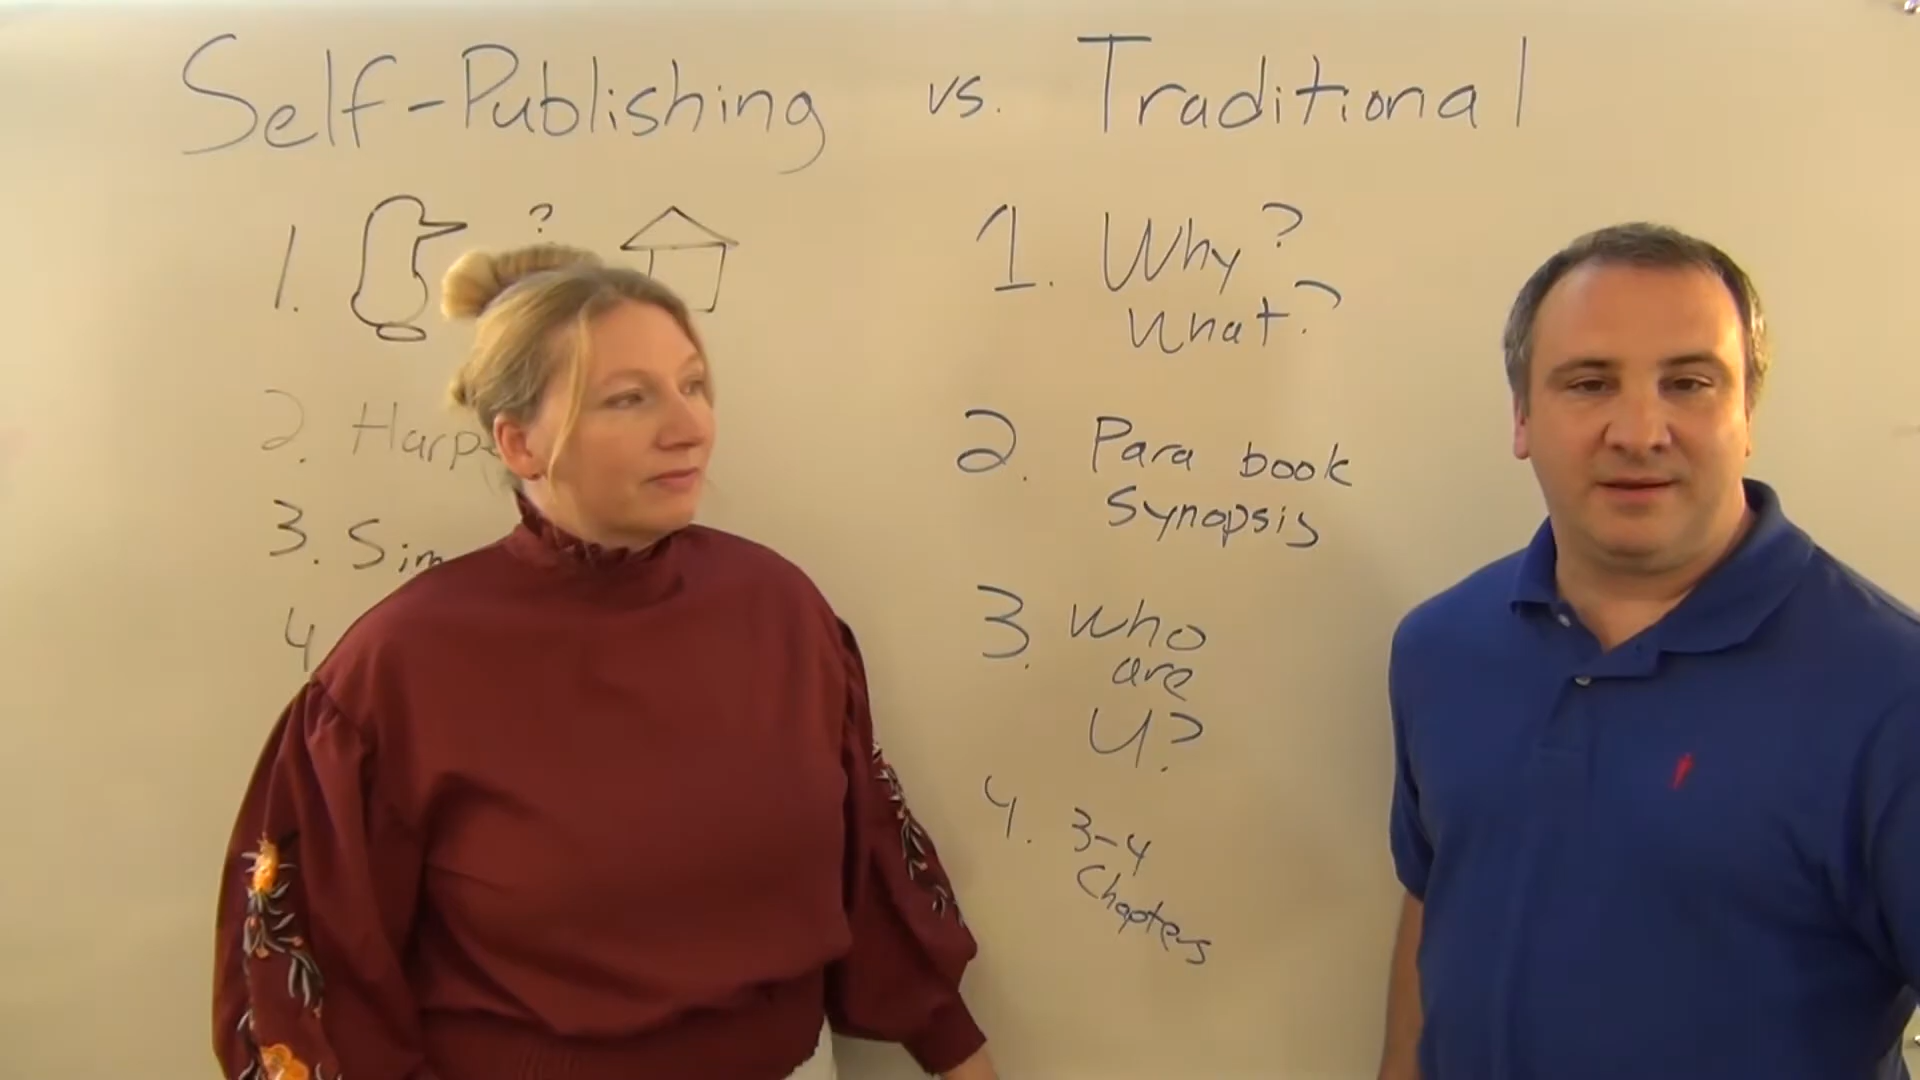 Self-Publishing vs. Traditional
1. ?
2. Harpe
3. Sim
4
1. Why?
What?
2. Para book
Synopsis
3. Who
are
U?
4. 3-4
Chapters